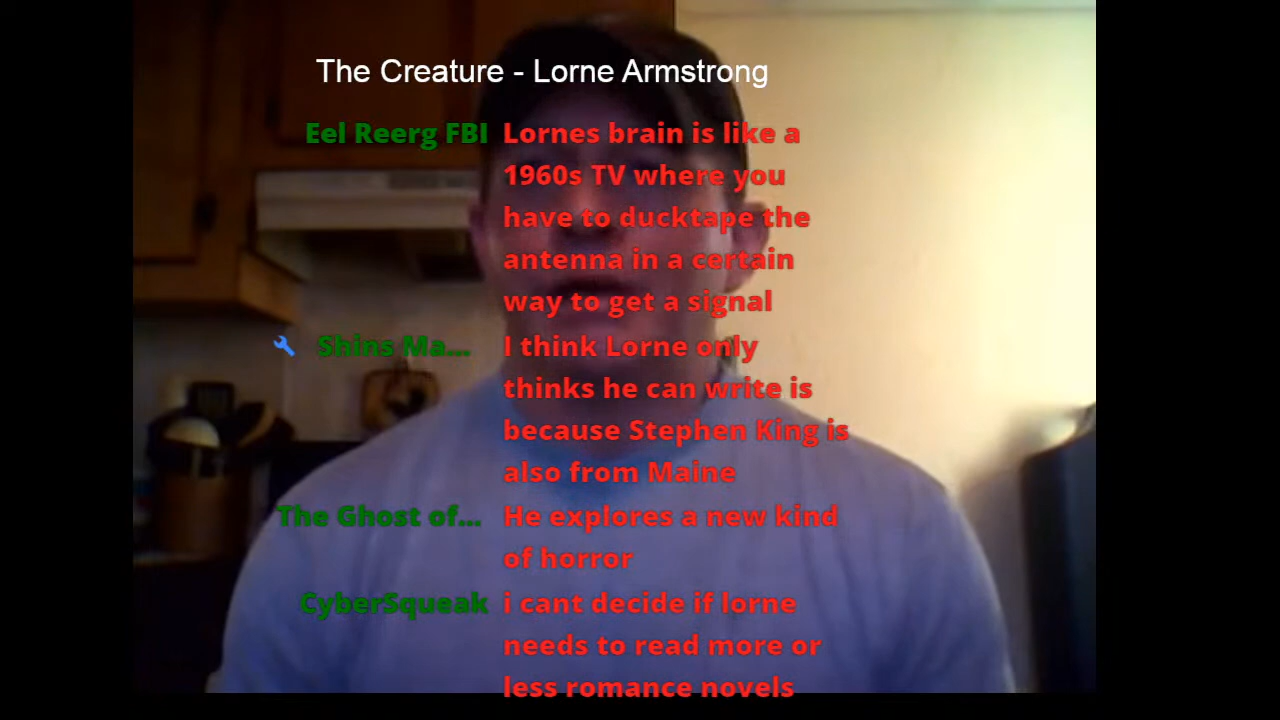 The Creature - Lorne Armstrong
Eel Reerg FBI Lornes brain is like a
1960s TV where you
have to ducktape the
antenna in a certain
way to get a signal
Shins Ma... I think Lorne only
thinks he can write is
because Stephen King is
also from Maine
The Ghost of... He explores a new kind
of horror
CyberSqueak i cant decide if lorne
needs to read more or
less romance novels